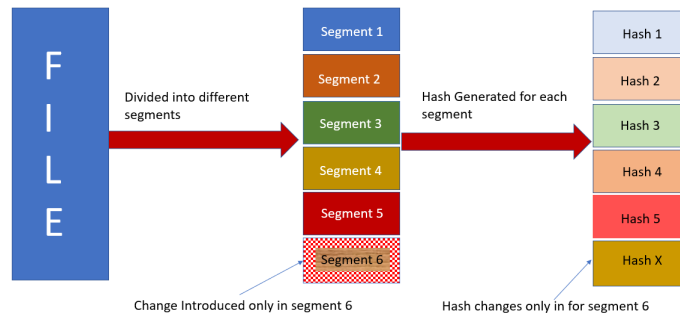 F
I
L
E
Divided into different
segments
Segment 1
Segment 2
Segment 3
Segment 4
Segment 5
Segment 6
Hash Generated for each
segment
Hash 1
Hash 2
Hash 3
Hash 4
Hash 5
Hash X
Change Introduced only in segment 6
Hash changes only in for segment 6